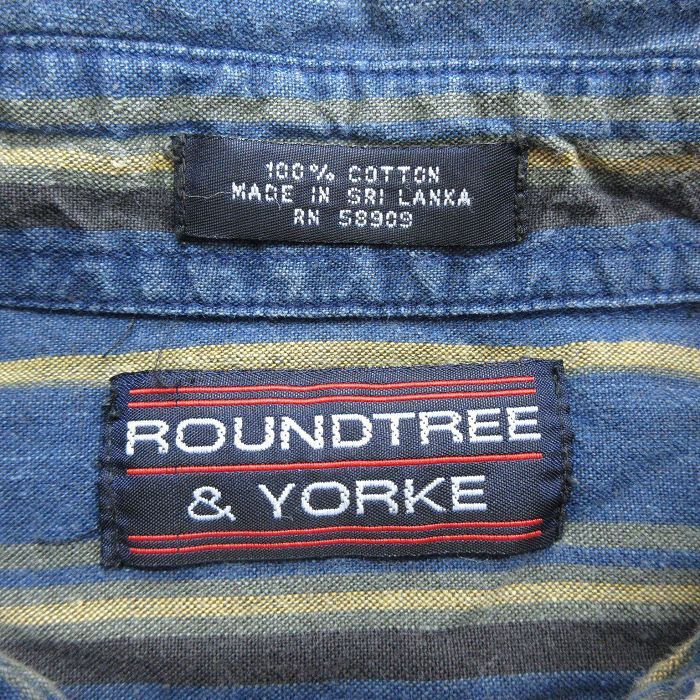 100% COTTON
MADE IN SRI LANKA
RN 58909
ROUNDTREE
& YORKE